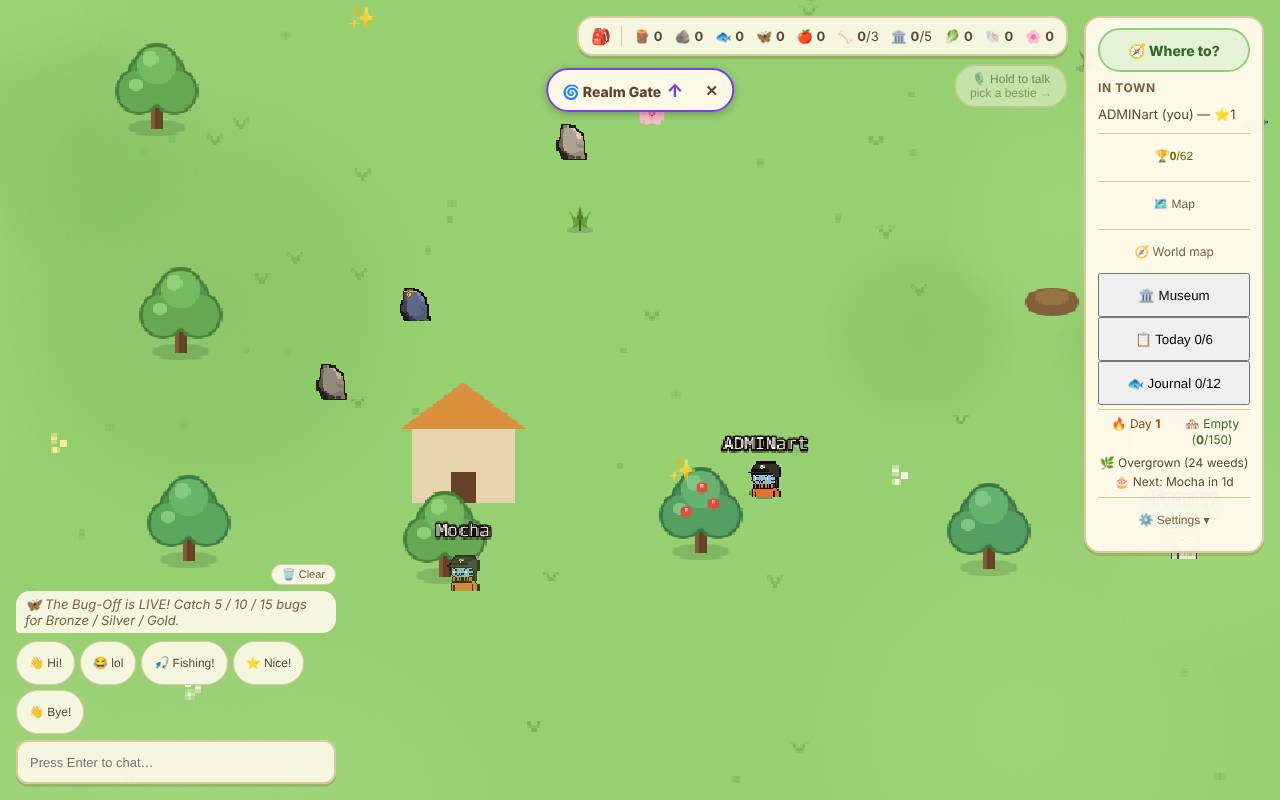 0 0 0 0 0 0/3 0/5 0 0 0
Realm Gate ↑ ✕
Hold to talk
pick a bestie →
Where to?
IN TOWN
ADMINart (you) — ⭐1
🏆0/62
Map
World map
Museum
Today 0/6
Journal 0/12
Day 1
Empty
(0/150)
Overgrown (24 weeds)
Next: Mocha in 1d
Settings ▾
ADMINart
Mocha
Clear
The Bug-Off is LIVE! Catch 5 / 10 / 15 bugs
for Bronze / Silver / Gold.
Hi! lol Fishing! Nice!
Bye!
Press Enter to chat…